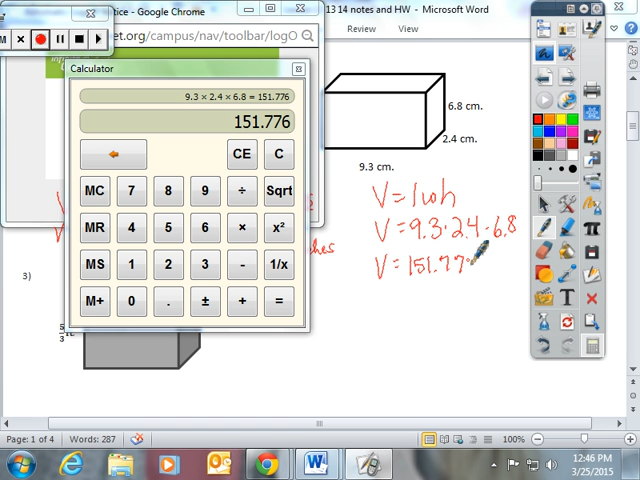 ctice - Google Chrome
13 14 notes and HW - Microsoft Word
et.org/campus/nav/toolbar/logO
Review
View
Calculator
9.3 × 2.4 × 6.8 = 151.776
151.776
CE
C
MC
7
8
9
÷
Sqrt
MR
4
5
6
×
x²
MS
1
2
3
-
1/x
M+
0
.
±
+
=
6.8 cm.
2.4 cm.
9.3 cm.
V = lwh
V = 9.3 · 2.4 · 6.8
V = 151.77
hes
3)
Page: 1 of 4
Words: 287
100%
12:46 PM
3/25/2015